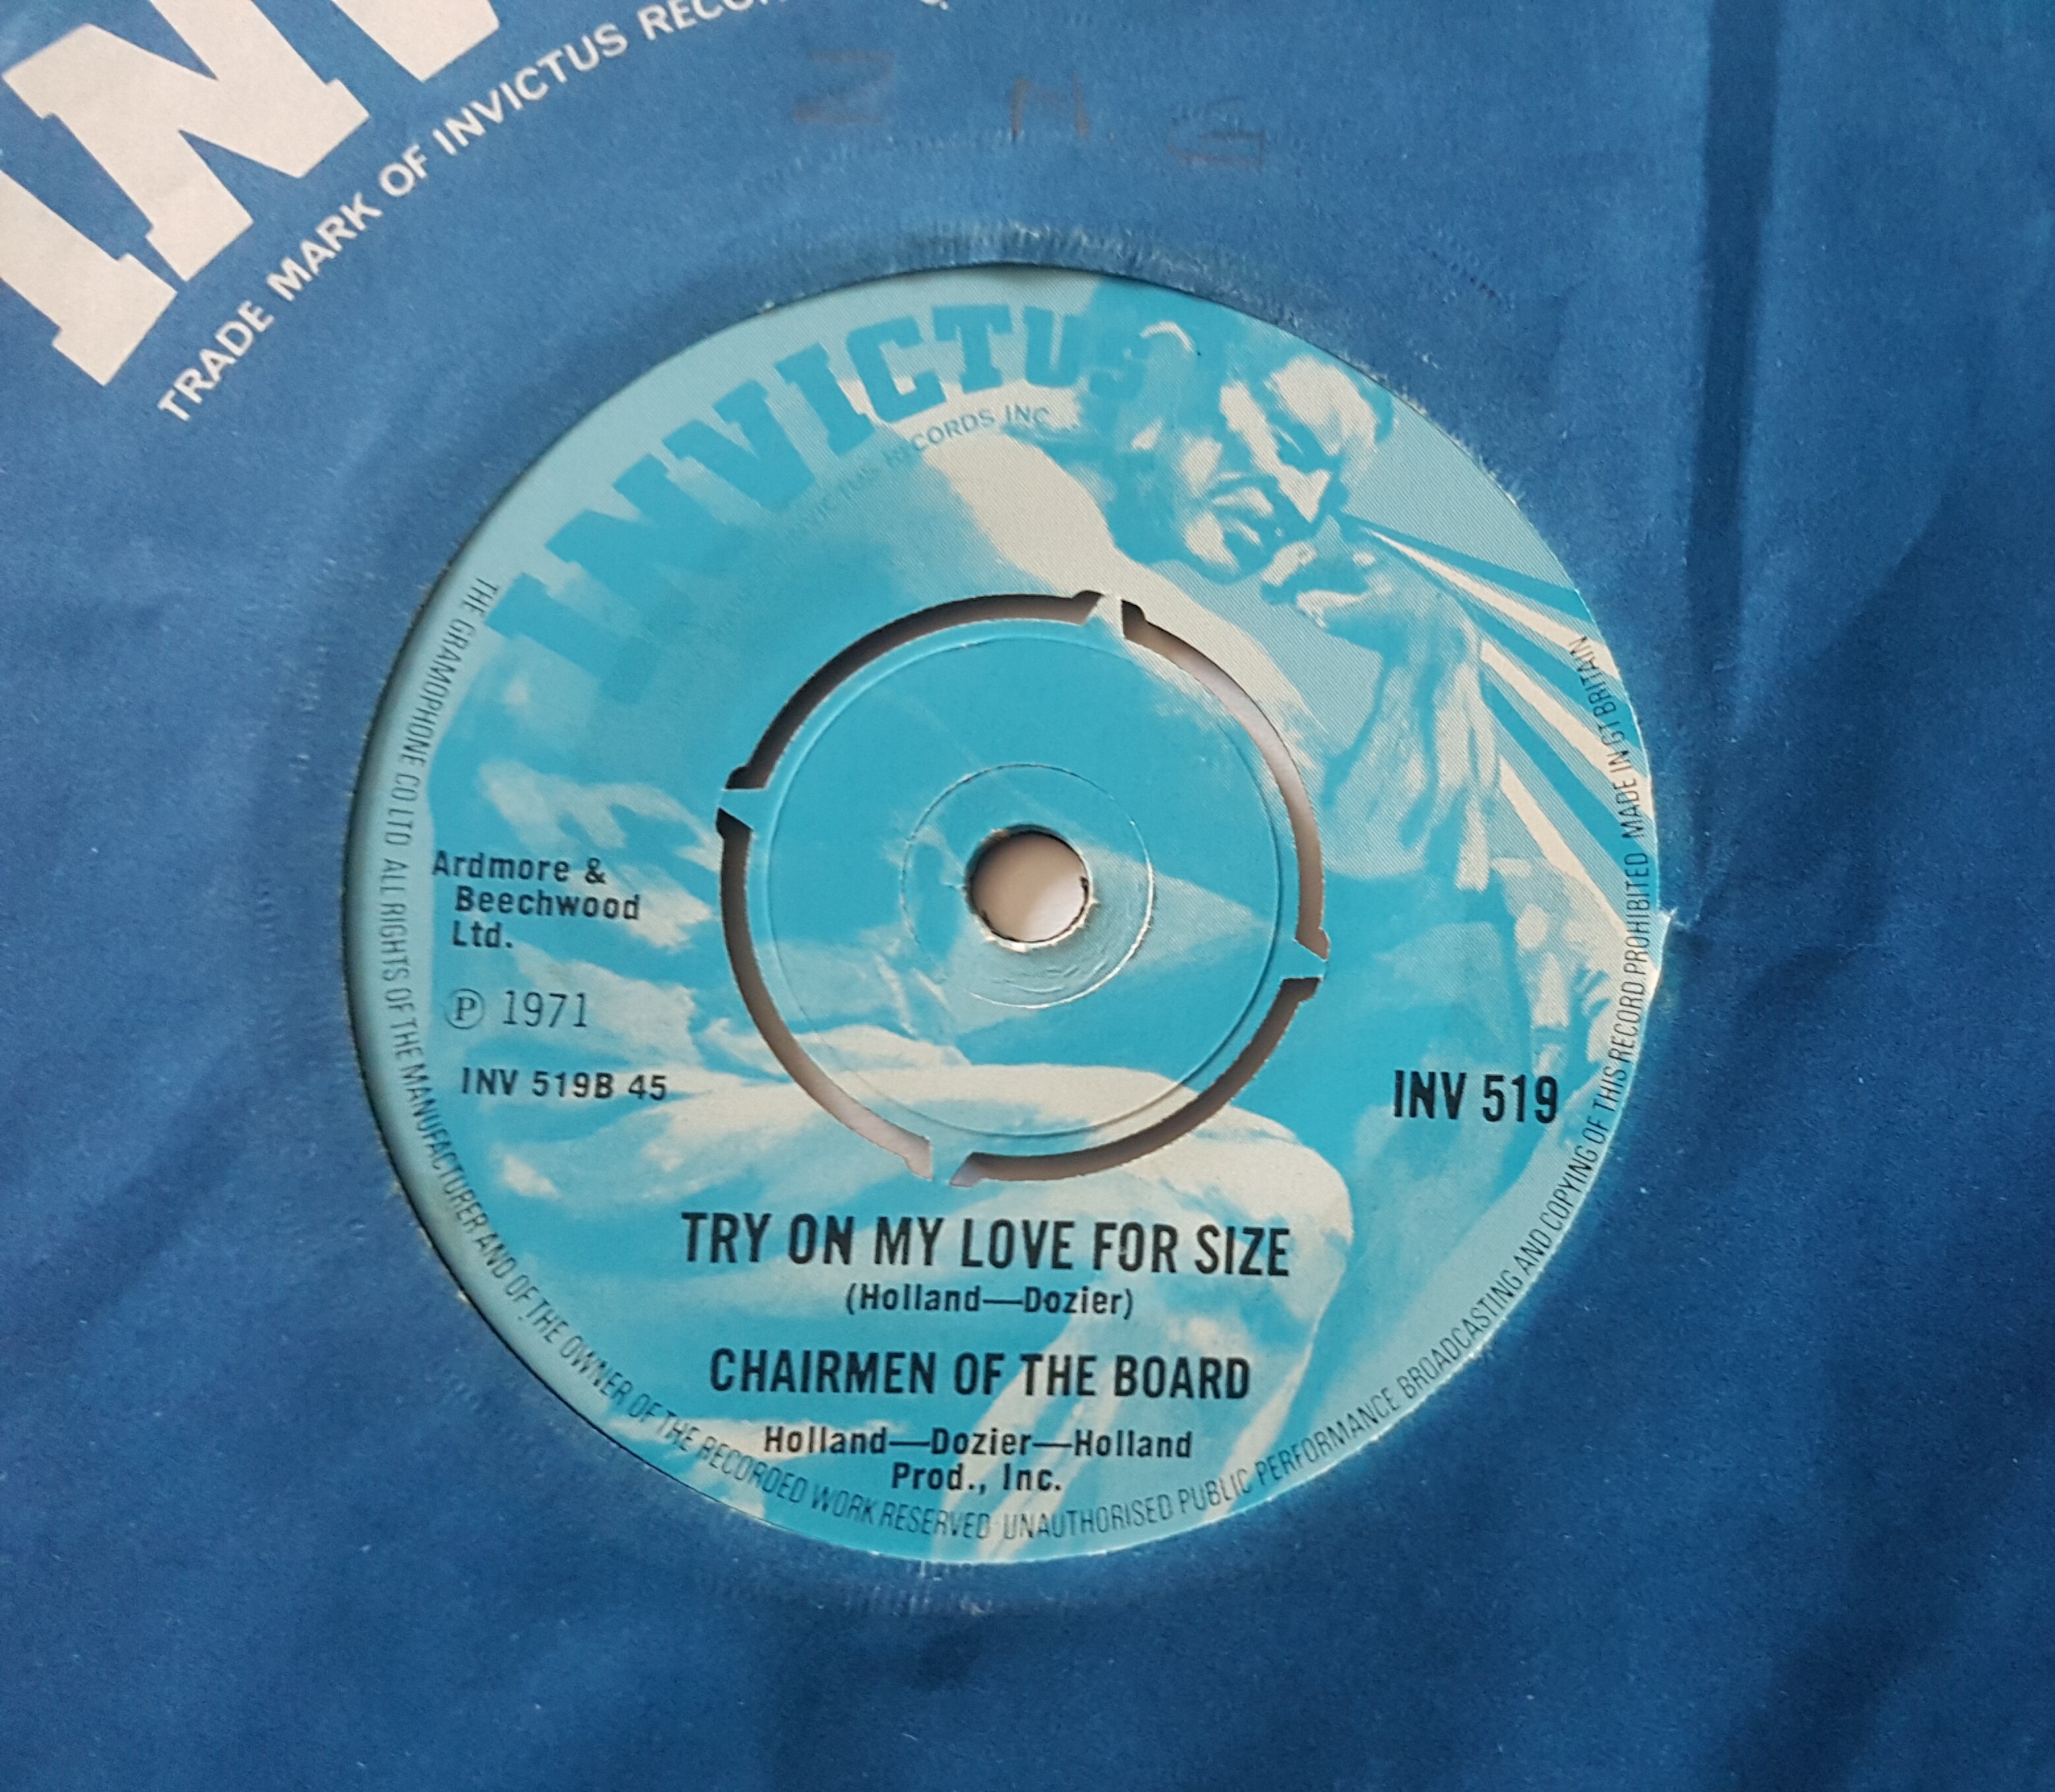 INV
TRADE MARK OF INVICTUS RECOR
INVICTUS
INVICTUS RECORDS INC.
THE GRAMOPHONE CO LTD ALL RIGHTS OF THE MANUFACTURER AND OF THE OWNER OF THE RECORDED WORK RESERVED UNAUTHORISED PUBLIC PERFORMANCE BROADCASTING AND COPYING OF THIS RECORD PROHIBITED MADE IN GT BRITAIN
Ardmore &
Beechwood
Ltd.
℗ 1971
INV 519B 45
INV 519
TRY ON MY LOVE FOR SIZE
(Holland—Dozier)
CHAIRMEN OF THE BOARD
Holland—Dozier—Holland
Prod., Inc.